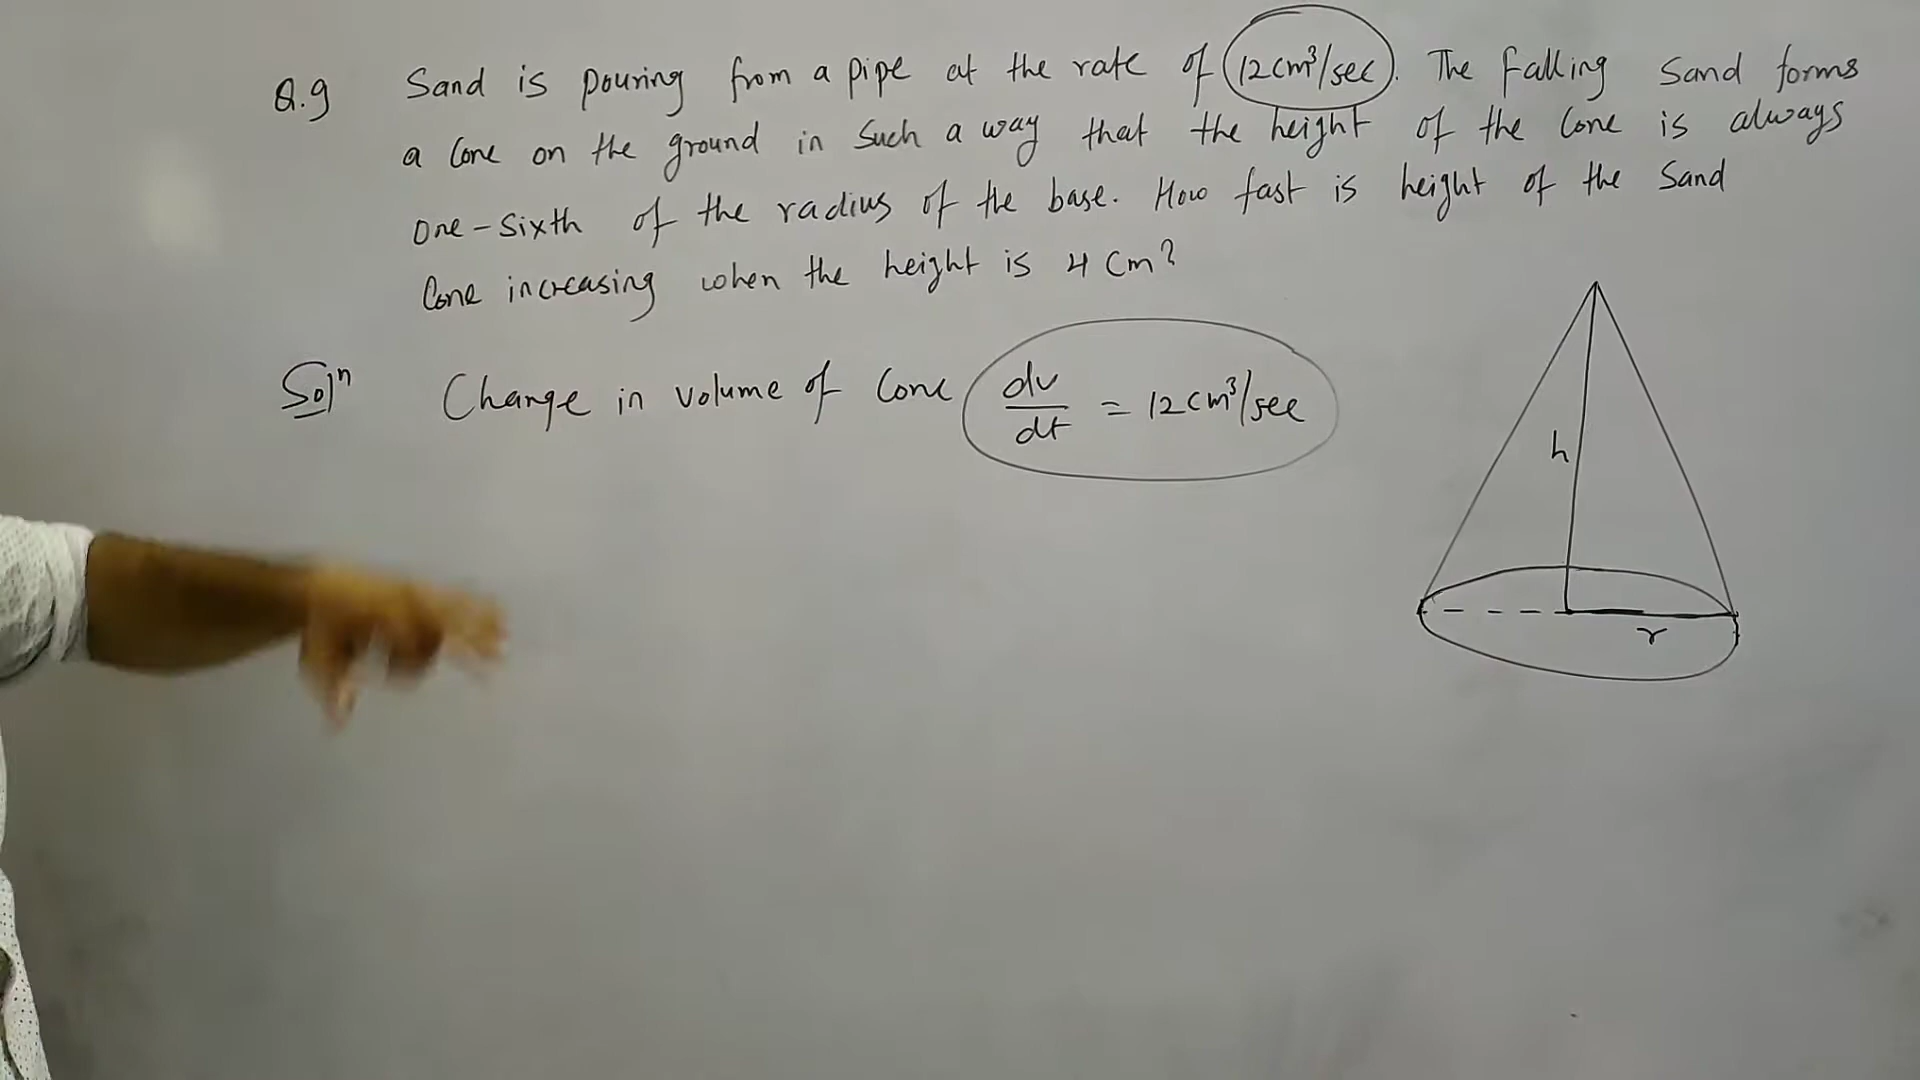 Q.9 Sand is pouring from a pipe at the rate of 12cm³/sec. The falling Sand forms
a Cone on the ground in such a way that the height of the Cone is always
one-sixth of the radius of the base. How fast is height of the Sand
Cone increasing when the height is 4 cm?
Solⁿ Change in volume of Cone dv/dt = 12cm³/sec
h
r